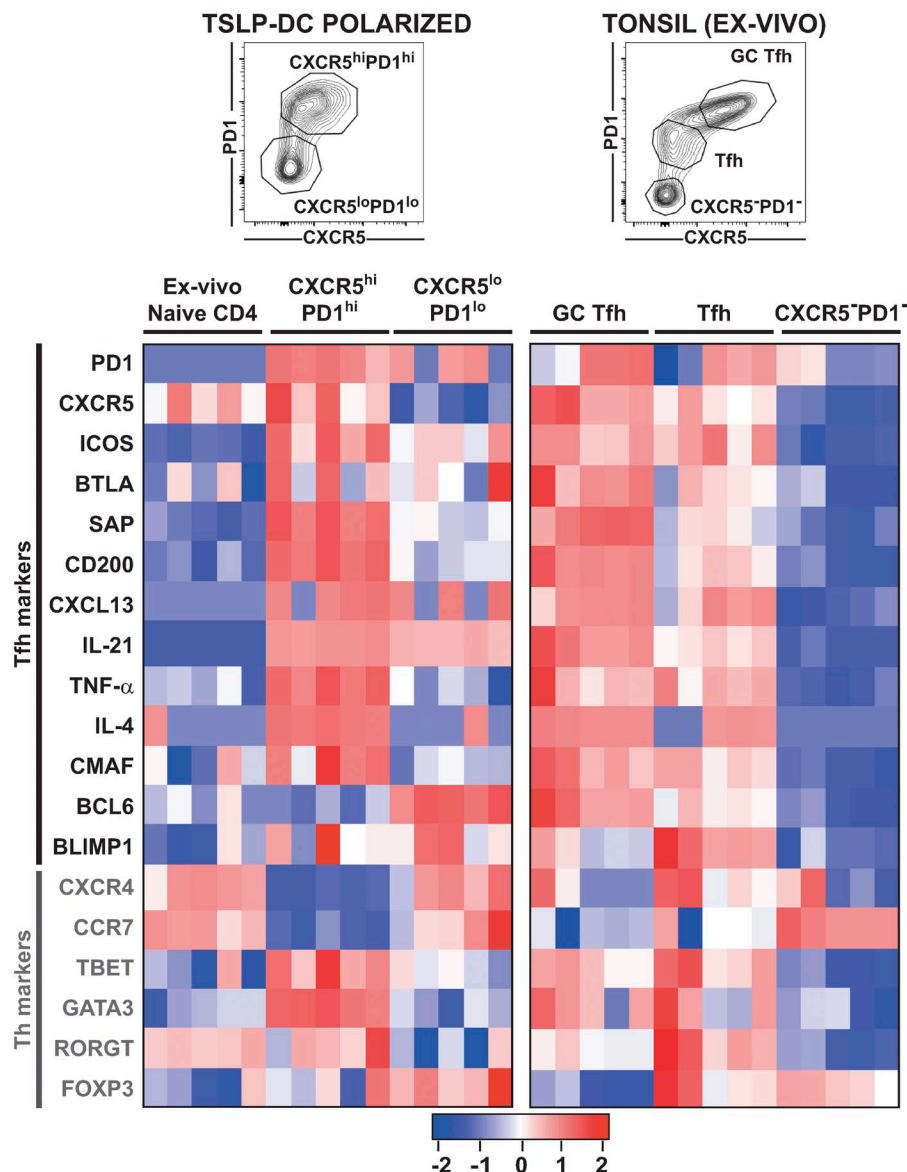 TSLP-DC POLARIZED
TONSIL (EX-VIVO)
CXCR5hiPD1hi
PD1
CXCR5loPD1lo
CXCR5
GC Tfh
PD1
Tfh
CXCR5-PD1-
CXCR5
Ex-vivo
Naive CD4
CXCR5hi
PD1hi
CXCR5lo
PD1lo
GC Tfh
Tfh
CXCR5-PD1-
Tfh markers
PD1
CXCR5
ICOS
BTLA
SAP
CD200
CXCL13
IL-21
TNF-α
IL-4
CMAF
BCL6
BLIMP1
Th markers
CXCR4
CCR7
TBET
GATA3
RORGT
FOXP3
-2 -1 0 1 2